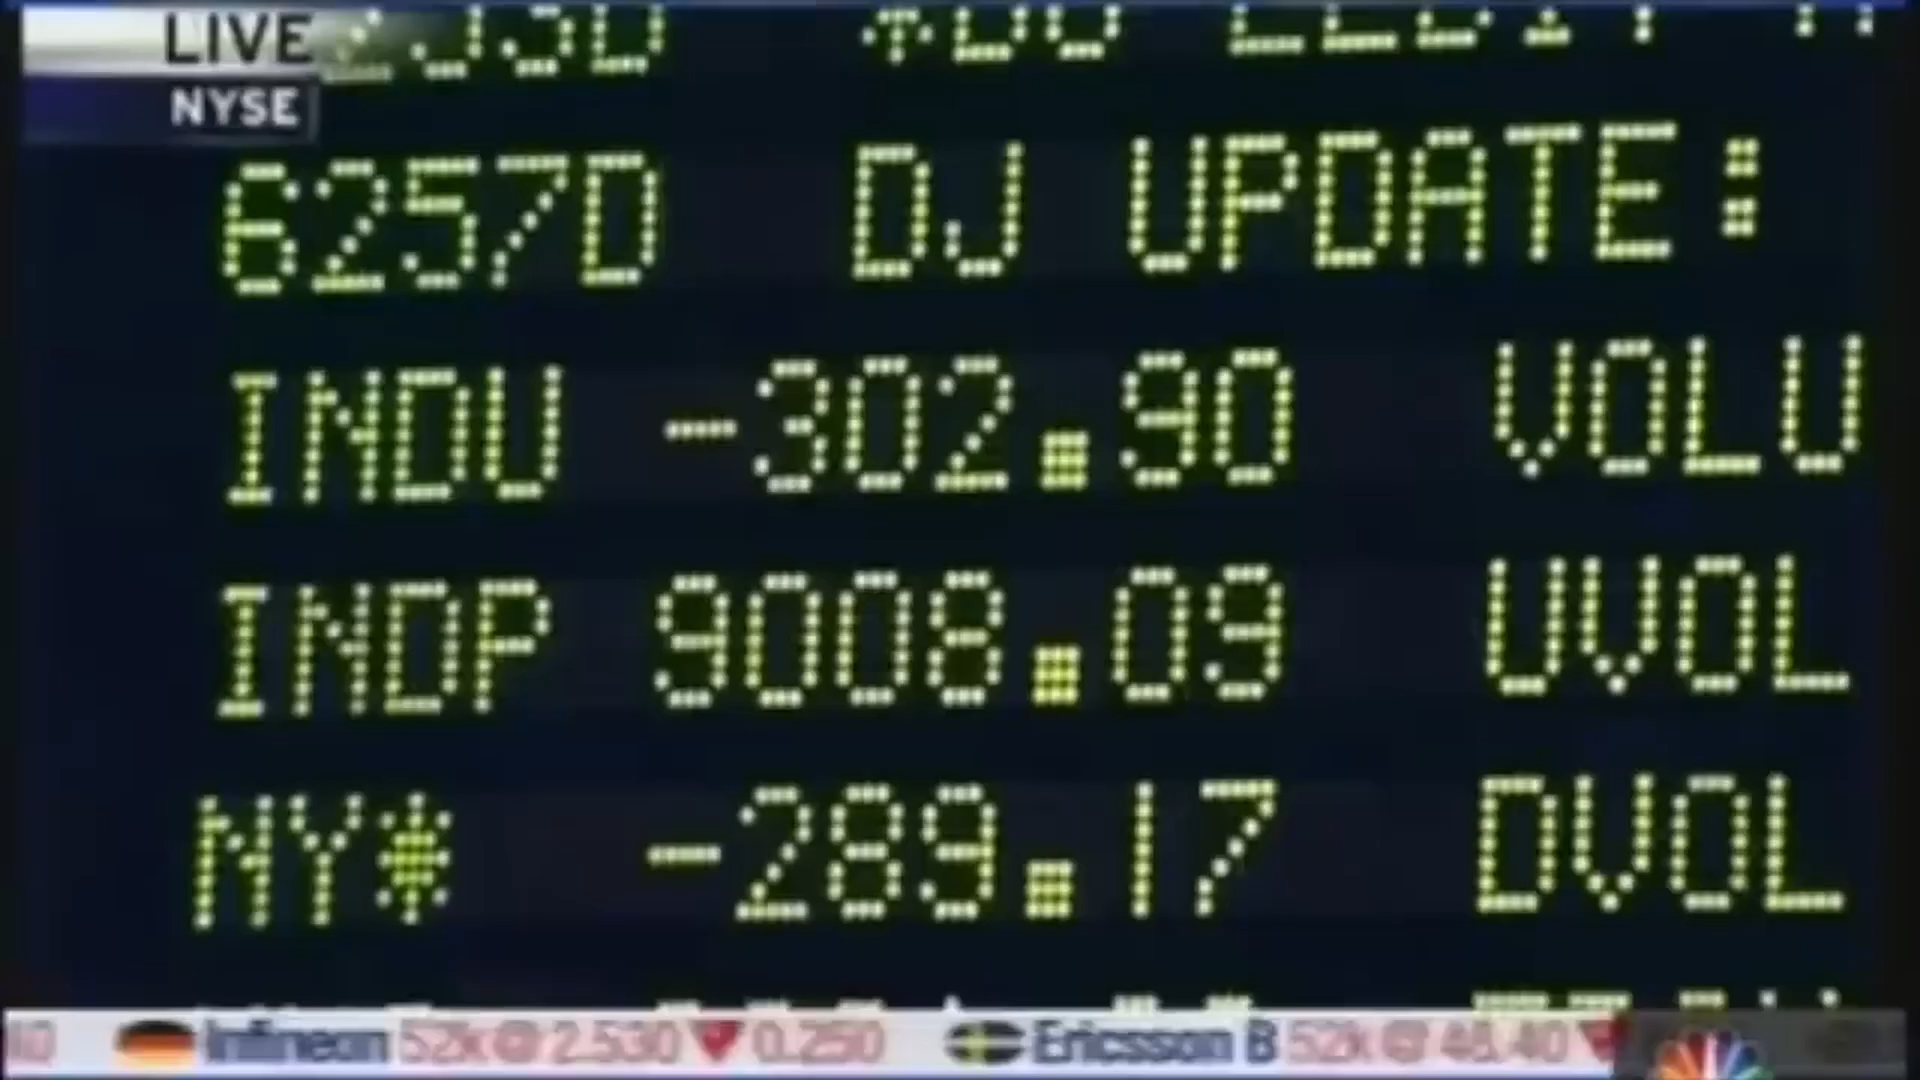 LIVE
NYSE
6257D DJ UPDATE:
INDU -302.90 VOLU
INDP 9008.09 UVOL
NY* -289.17 DVOL
Infineon 52k @ 2.530 ▼ 0.250 Ericsson B 52k @ 46.40 ▼